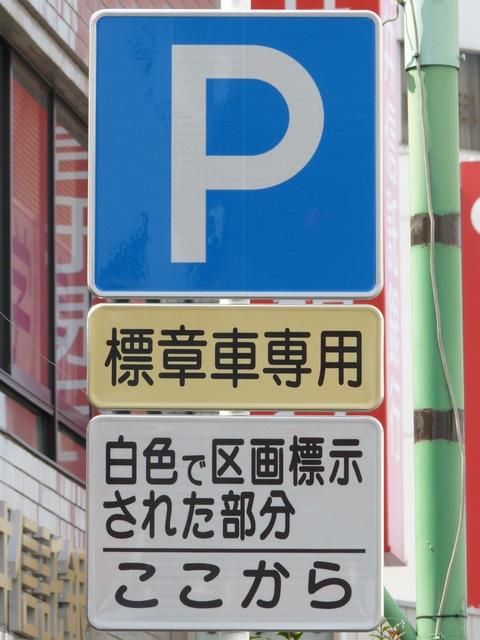 P
標章車専用
白色で区画標示
された部分
ここから